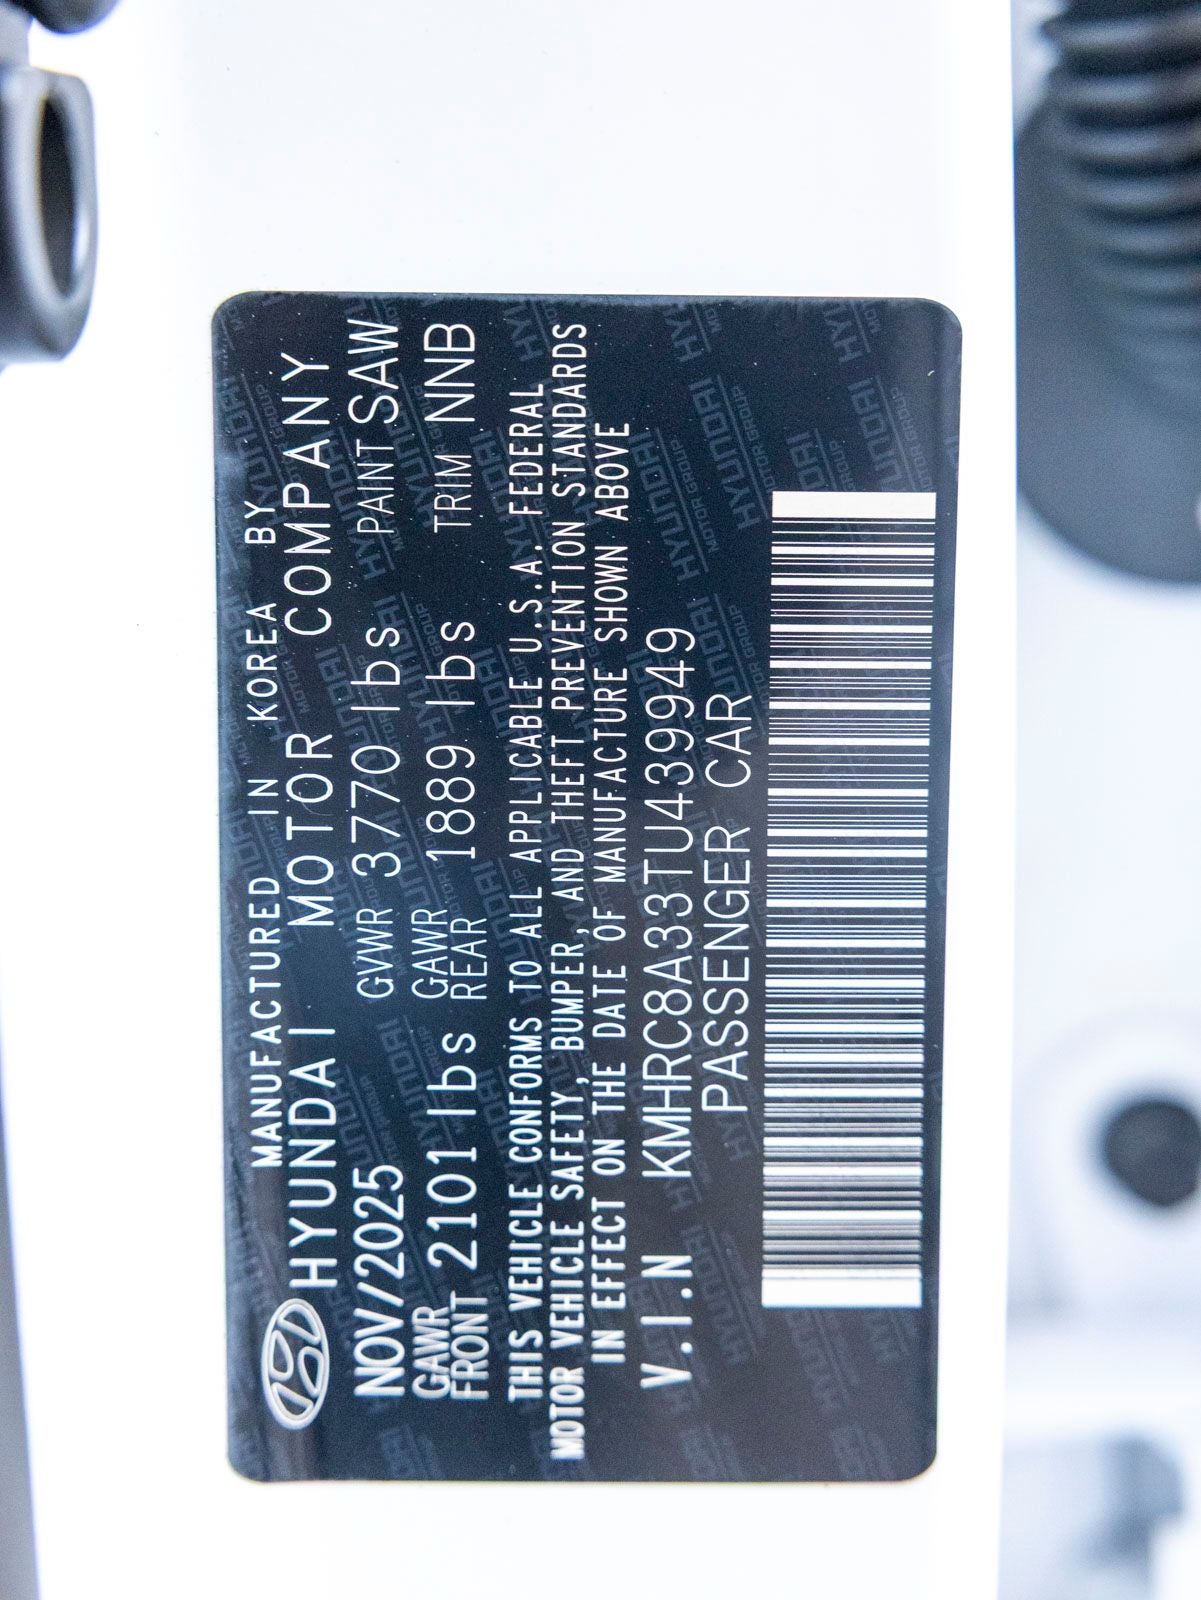 MANUFACTURED IN KOREA BY
HYUNDAI MOTOR COMPANY
NOV/2025 GVWR 3770 lbs PAINT SAW
GAWR FRONT 2101 lbs GAWR REAR 1889 lbs TRIM NNB
THIS VEHICLE CONFORMS TO ALL APPLICABLE U.S.A. FEDERAL
MOTOR VEHICLE SAFETY, BUMPER, AND THEFT PREVENTION STANDARDS
IN EFFECT ON THE DATE OF MANUFACTURE SHOWN ABOVE
V.I.N KMHRC8A33TU439949
PASSENGER CAR